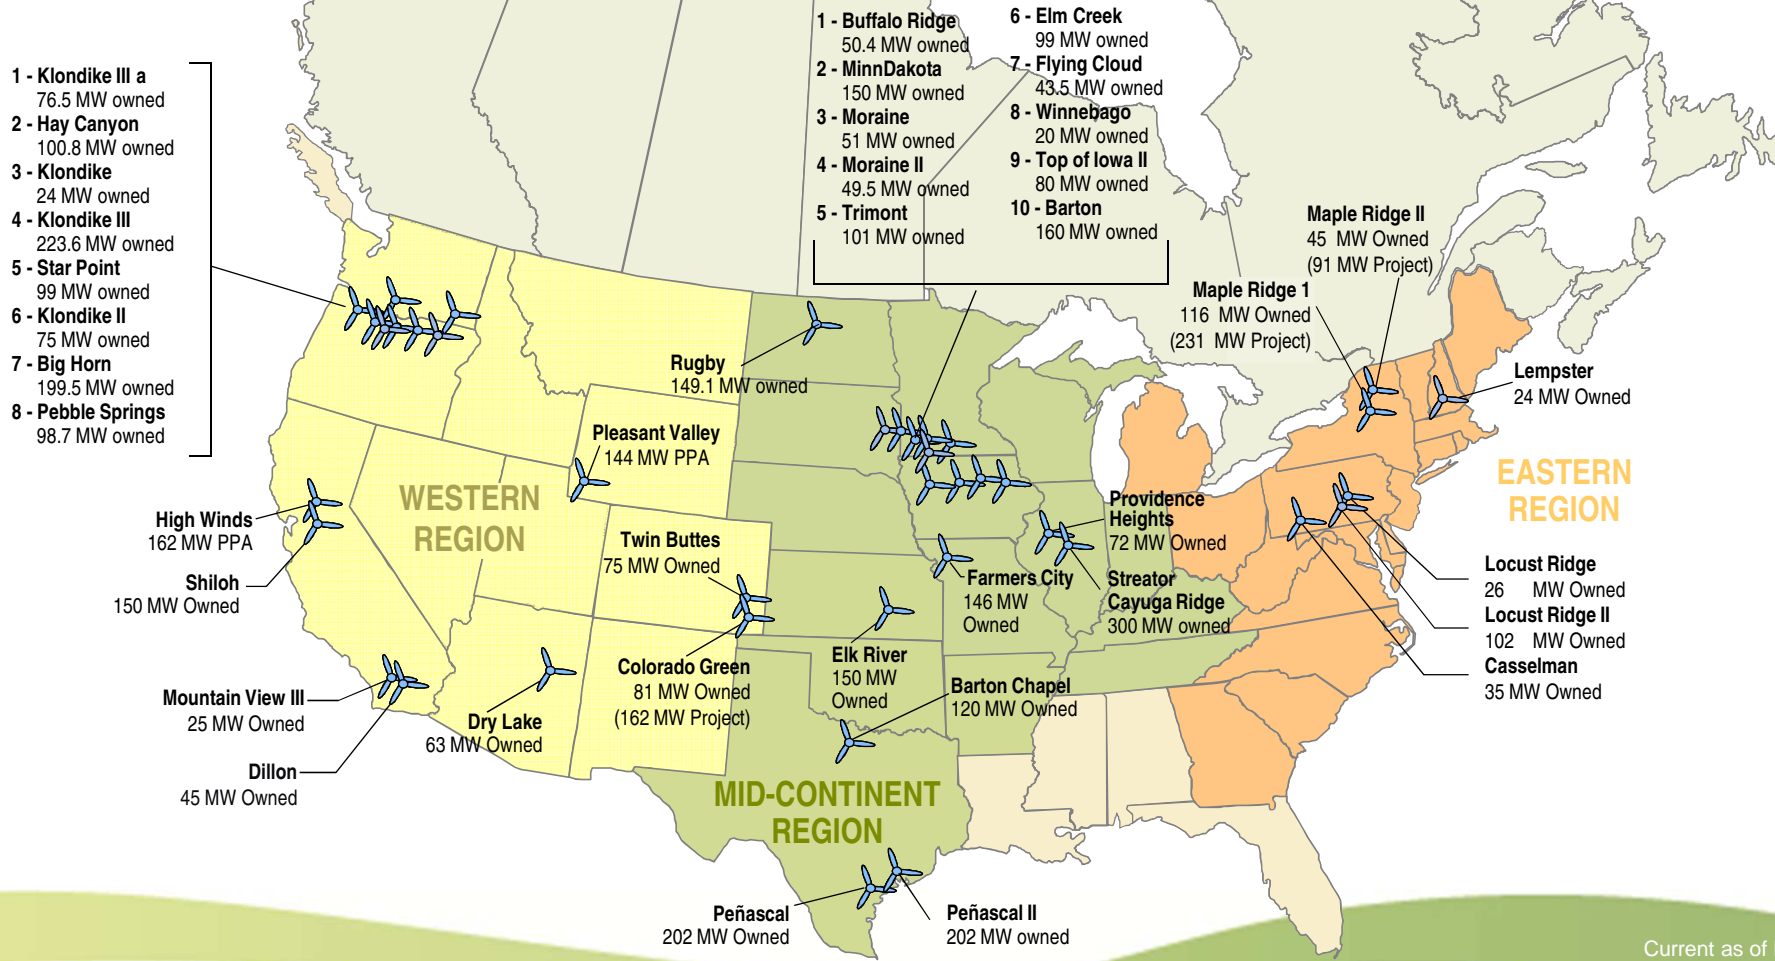 1 - Klondike III a
76.5 MW owned
2 - Hay Canyon
100.8 MW owned
3 - Klondike
24 MW owned
4 - Klondike III
223.6 MW owned
5 - Star Point
99 MW owned
6 - Klondike II
75 MW owned
7 - Big Horn
199.5 MW owned
8 - Pebble Springs
98.7 MW owned
1 - Buffalo Ridge
50.4 MW owned
2 - MinnDakota
150 MW owned
3 - Moraine
51 MW owned
4 - Moraine II
49.5 MW owned
5 - Trimont
101 MW owned
6 - Elm Creek
99 MW owned
7 - Flying Cloud
43.5 MW owned
8 - Winnebago
20 MW owned
9 - Top of Iowa II
80 MW owned
10 - Barton
160 MW owned
Maple Ridge II
45 MW Owned
(91 MW Project)
Maple Ridge 1
116 MW Owned
(231 MW Project)
Lempster
24 MW Owned
Rugby
149.1 MW owned
Pleasant Valley
144 MW PPA
WESTERN
REGION
EASTERN
REGION
High Winds
162 MW PPA
Shiloh
150 MW Owned
Twin Buttes
75 MW Owned
Providence
Heights
72 MW Owned
Farmers City
146 MW
Owned
Streator
Cayuga Ridge
300 MW owned
Locust Ridge
26 MW Owned
Locust Ridge II
102 MW Owned
Casselman
35 MW Owned
Colorado Green
81 MW Owned
(162 MW Project)
Elk River
150 MW
Owned
Barton Chapel
120 MW Owned
Mountain View III
25 MW Owned
Dry Lake
63 MW Owned
Dillon
45 MW Owned
MID-CONTINENT
REGION
Peñascal
202 MW Owned
Peñascal II
202 MW owned
Current as of